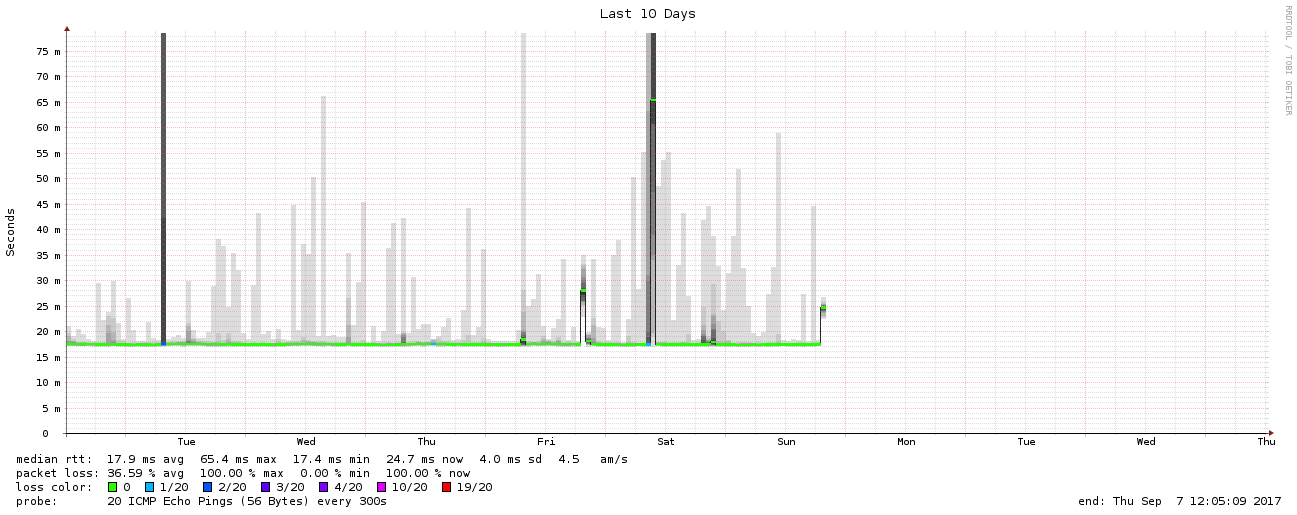 Last 10 Days
RRDTOOL / TOBI OETIKER
Seconds
75 m
70 m
65 m
60 m
55 m
50 m
45 m
40 m
35 m
30 m
25 m
20 m
15 m
10 m
5 m
0
Tue Wed Thu Fri Sat Sun Mon Tue Wed Thu
median rtt: 17.9 ms avg 65.4 ms max 17.4 ms min 24.7 ms now 4.0 ms sd 4.5 am/s
packet loss: 36.59 % avg 100.00 % max 0.00 % min 100.00 % now
loss color: 0 1/20 2/20 3/20 4/20 10/20 19/20
probe: 20 ICMP Echo Pings (56 Bytes) every 300s end: Thu Sep 7 12:05:09 2017